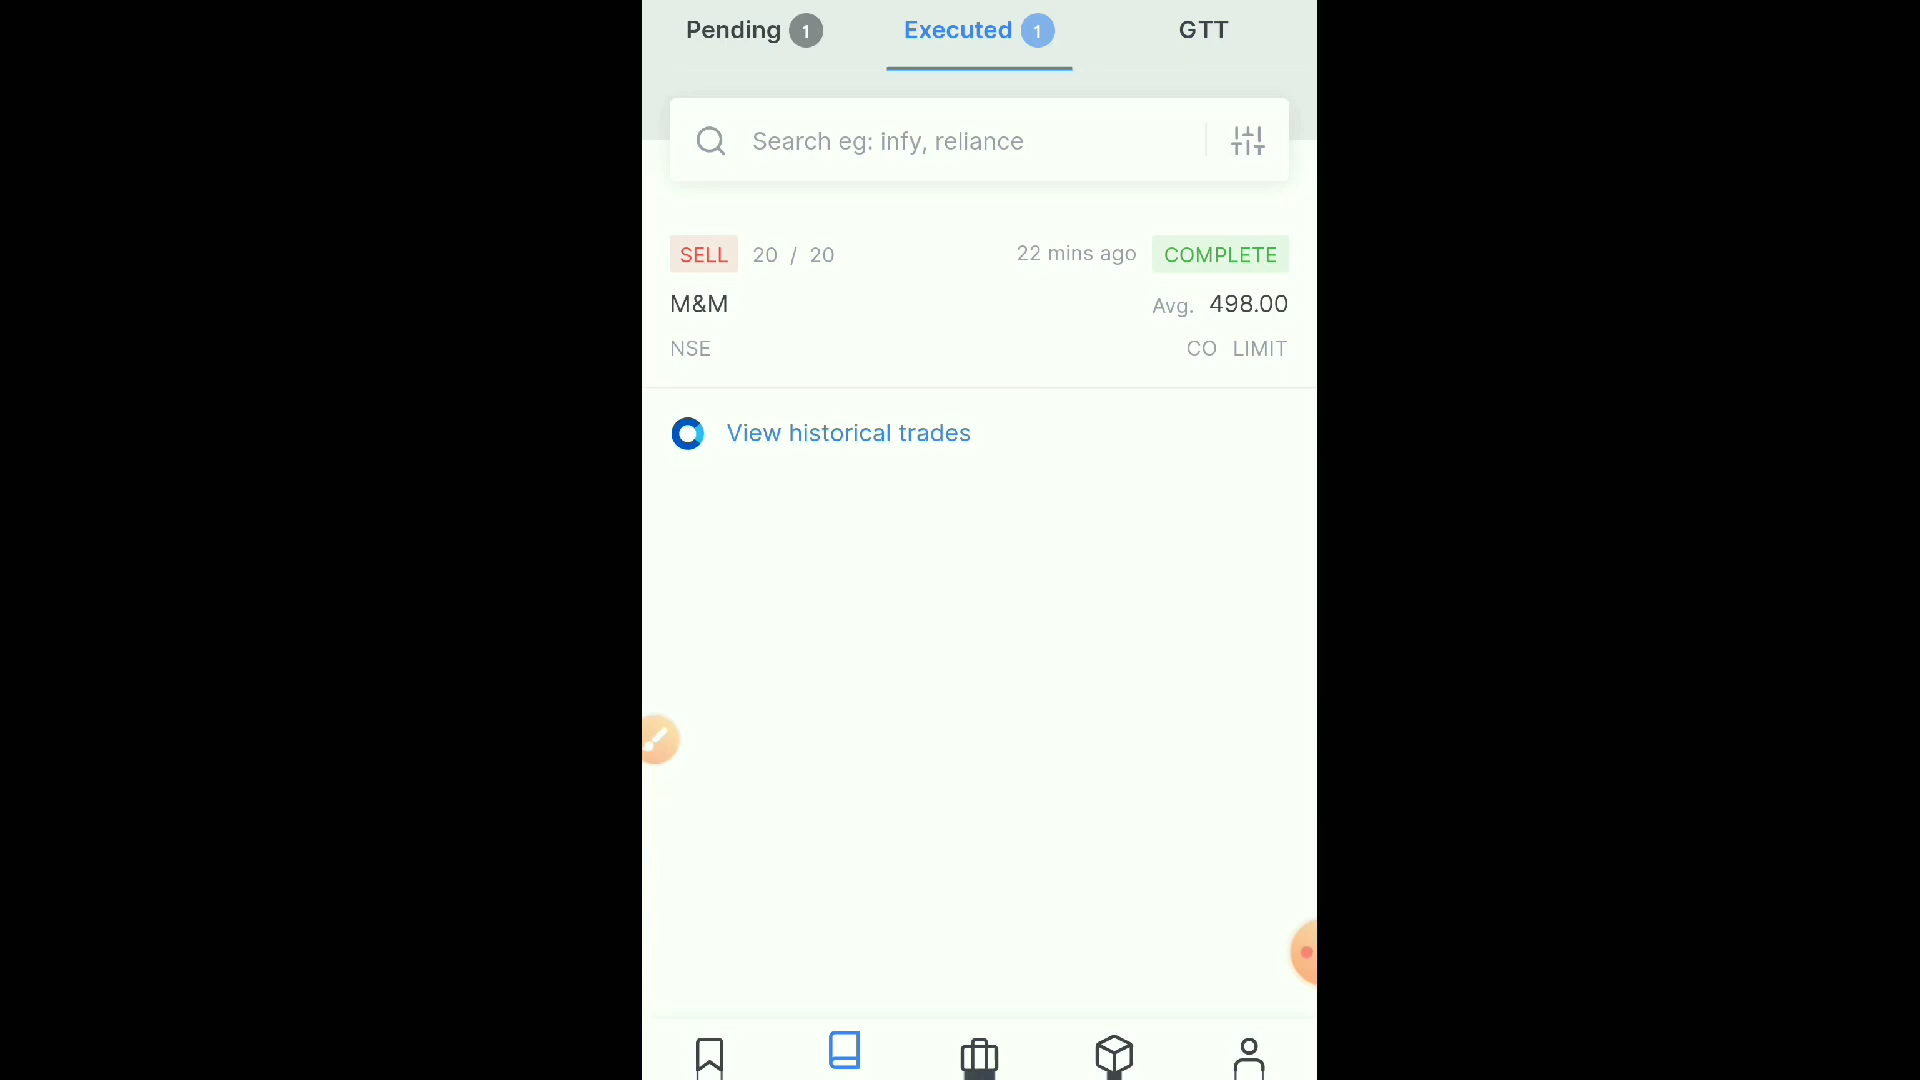 Pending 1 Executed 1 GTT
Search eg: infy, reliance
SELL 20 / 20 22 mins ago COMPLETE
M&M Avg. 498.00
NSE CO LIMIT
View historical trades